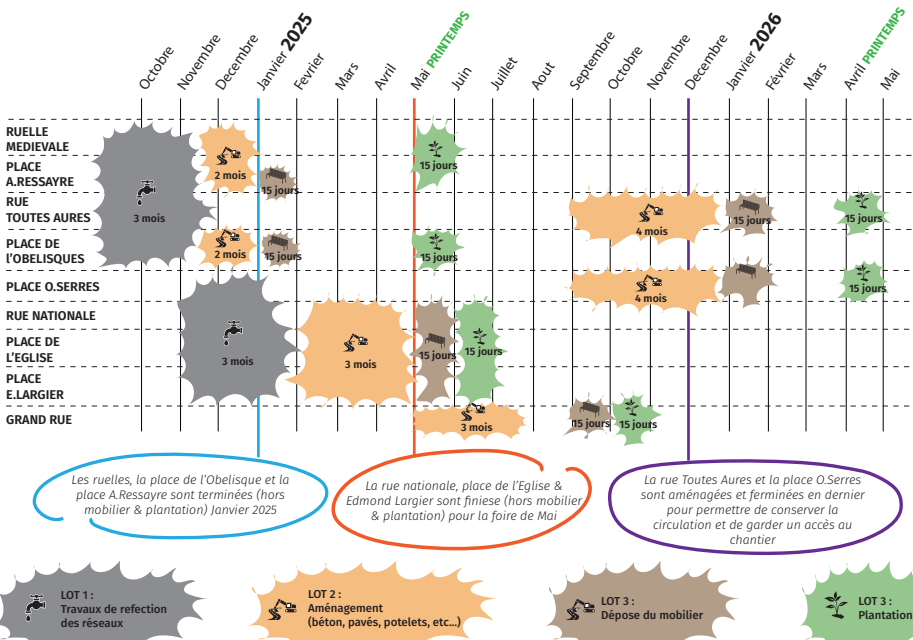 Octobre
Novembre
Decembre
Janvier 2025
Fevrier
Mars
Avril
Mai PRINTEMPS
Juin
Juillet
Aout
Septembre
Octobre
Novembre
Decembre
Janvier 2026
Février
Mars
Avril PRINTEMPS
Mai
RUELLE
MEDIEVALE
PLACE
A.RESSAYRE
RUE
TOUTES AURES
PLACE DE
l'OBELISQUES
PLACE O.SERRES
RUE NATIONALE
PLACE DE
L'EGLISE
PLACE
E.LARGIER
GRAND RUE
3 mois
2 mois
15 jours
15 jours
4 mois
15 jours
15 jours
2 mois
15 jours
15 jours
4 mois
15 jours
3 mois
3 mois
15 jours
15 jours
3 mois
15 jours
15 jours
Les ruelles, la place de l'Obelisque et la
place A.Ressayre sont terminées (hors
mobilier & plantation) Janvier 2025
La rue nationale, place de l'Eglise &
Edmond Largier sont finiese (hors mobilier
& plantation) pour la foire de Mai
La rue Toutes Aures et la place O.Serres
sont aménagées et ferminées en dernier
pour permettre de conserver la
circulation et de garder un accès au
chantier
LOT 1 :
Travaux de refection
des réseaux
LOT 2 :
Aménagement
(béton, pavés, potelets, etc...)
LOT 3 :
Dépose du mobilier
LOT 3 :
Plantation